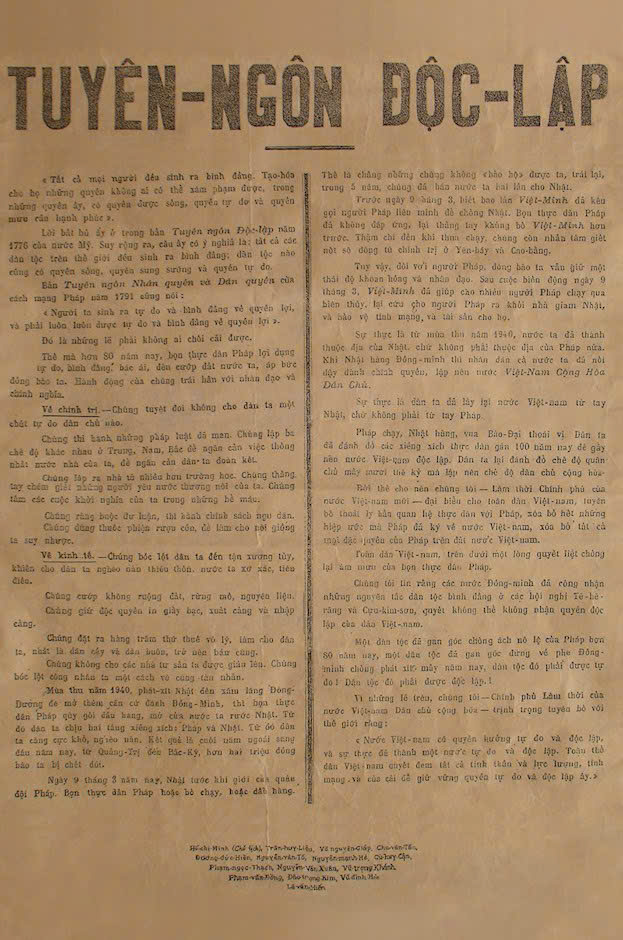 TUYÊN-NGÔN ĐỘC-LẬP
« Tất cả mọi người đều sinh ra bình đẳng. Tạo-hóa
cho họ những quyền không ai có thể xâm phạm được, trong
những quyền ấy, có quyền được sống, quyền tự do và quyền
mưu cầu hạnh phúc ».
Lời bất hủ ấy ở trong bản Tuyên ngôn Độc-lập năm
1776 của nước Mỹ. Suy rộng ra, câu ấy có ý nghĩa là: tất cả các
dân tộc trên thế giới đều sinh ra bình đẳng; dân tộc nào
cũng có quyền sống, quyền sung sướng và quyền tự do.
Bản Tuyên ngôn Nhân quyền và Dân quyền của
cách mạng Pháp năm 1791 cũng nói:
« Người ta sinh ra tự do và bình đẳng về quyền lợi,
và phải luôn luôn được tự do và bình đẳng về quyền lợi ».
Đó là những lẽ phải không ai chối cãi được.
Thế mà hơn 80 năm nay, bọn thực dân Pháp lợi dụng
tự do, bình đẳng, bác ái, đến cướp đất nước ta, áp bức
đồng bào ta. Hành động của chúng trái hẳn với nhân đạo và
chính nghĩa.
Về chính trị.—Chúng tuyệt đối không cho dân ta một
chút tự do dân chủ nào.
Chúng thi hành những pháp luật dã man. Chúng lập ba
chế độ khác nhau ở Trung, Nam, Bắc để ngăn cản việc thống
nhất nước nhà của ta, để ngăn cản dân-ta đoàn kết.
Chúng lập ra nhà tù nhiều hơn trường học. Chúng thẳng
tay chém giết những người yêu nước thương nòi của ta. Chúng
tắm các cuộc khởi nghĩa của ta trong những bể máu.
Chúng ràng buộc dư luận, thi hành chính sách ngu dân.
Chúng dùng thuốc phiện, rượu cồn, để làm cho nòi giống
ta suy nhược.
Về kinh tế.—Chúng bóc lột dân ta đến tận xương tủy,
khiến cho dân ta nghèo nàn thiếu thốn, nước ta xơ xác, tiêu
điều.
Chúng cướp không ruộng đất, rừng mỏ, nguyên liệu.
Chúng giữ độc quyền in giấy bạc, xuất cảng và nhập
cảng.
Chúng đặt ra hàng trăm thứ thuế vô lý, làm cho dân
ta, nhất là dân cày và dân buôn, trở nên bần cùng.
Chúng không cho các nhà tư sản ta được giàu lên. Chúng
bóc lột công nhân ta một cách vô cùng tàn nhẫn.
Mùa thu năm 1940, phát-xít Nhật đến xâm lăng Đông-
Dương để mở thêm căn cứ đánh Đồng-Minh, thì bọn thực
dân Pháp qùy gối đầu hàng, mở cửa nước ta rước Nhật. Từ
đó dân ta chịu hai tầng xiềng xích: Pháp và Nhật. Từ đó dân
ta càng cực khổ, nghèo nàn. Kết quả là cuối năm ngoái sang
đầu năm nay, từ Quảng-Trị đến Bắc-Kỳ, hơn hai triệu đồng
bào ta bị chết đói.
Ngày 9 tháng 3 năm nay, Nhật tước khí giới của quân
đội Pháp. Bọn thực dân Pháp hoặc bỏ chạy, hoặc đầu hàng.
Thế là chẳng những chúng không «bảo hộ» được ta, trái lại,
trong 5 năm, chúng đã bán nước ta hai lần cho Nhật.
Trước ngày 9 tháng 3, biết bao lần Việt-Minh đã kêu
gọi người Pháp liên minh để chống Nhật. Bọn thực dân Pháp
đã không đáp ứng, lại thẳng tay khủng bố Việt-Minh hơn
trước. Thậm chí đến khi thua chạy, chúng còn nhẫn tâm giết
nốt số đông tù chính trị ở Yên-báy và Cao-bằng.
Tuy vậy, đối với người Pháp, đồng bào ta vẫn giữ một
thái độ khoan hồng và nhân đạo. Sau cuộc biến động ngày 9
tháng 3, Việt-Minh đã giúp cho nhiều người Pháp chạy qua
biên thùy, lại cứu cho người Pháp ra khỏi nhà giam Nhật,
và bảo vệ tính mạng, và tài sản cho họ.
Sự thực là từ mùa thu năm 1940, nước ta đã thành
thuộc địa của Nhật, chứ không phải thuộc địa của Pháp nữa.
Khi Nhật hàng Đồng-minh thì nhân dân cả nước ta đã nổi
dậy dành chính quyền, lập nên nước Việt-Nam Cộng Hòa
Dân Chủ.
Sự thực là dân ta đã lấy lại nước Việt-nam từ tay
Nhật, chứ không phải từ tay Pháp.
Pháp chạy, Nhật hàng, vua Bảo-Đại thoái vị. Dân ta
đã đánh đổ các xiềng xích thực dân gần 100 năm nay để gây
nên nước Việt-nam độc lập. Dân ta lại đánh đổ chế độ quân
chủ mấy mươi thế kỷ mà lập nên chế độ dân chủ cộng hòa.
Bởi thế cho nên chúng tôi — Lâm thời Chính phủ của
nước Việt-nam mới — đại biểu cho toàn dân Việt-nam, tuyên
bố thoát ly hẳn quan hệ thực dân với Pháp, xóa bỏ hết những
hiệp ước mà Pháp đã ký về nước Việt-nam, xóa bỏ tất cả
mọi đặc quyền của Pháp trên đất nước Việt-nam.
Toàn dân Việt-nam, trên dưới một lòng quyết liệt chống
lại âm mưu của bọn thực dân Pháp.
Chúng tôi tin rằng các nước Đồng-minh đã công nhận
những nguyên tắc dân tộc bình đẳng ở các hội nghị Tê-hê-
răng và Cựu-kim-sơn, quyết không thể không nhận quyền độc
lập của dân Việt-nam.
Một dân tộc đã gan góc chống ách nô lệ của Pháp hơn
80 năm nay, một dân tộc đã gan góc đứng về phe Đồng-
minh chống phát xít mấy năm nay, dân tộc đó phải được tự
do! Dân tộc đó phải được độc lập!
Vì những lẽ trên, chúng tôi — Chính phủ Lâm thời của
nước Việt-nam Dân chủ cộng hòa — trịnh trọng tuyên bố với
thế giới rằng:
« Nước Việt-nam có quyền hưởng tự do và độc lập,
và sự thực đã thành một nước tự do và độc lập. Toàn thể
dân Việt-nam quyết đem tất cả tinh thần và lực lượng, tính
mạng và của cải để giữ vững quyền tự do và độc lập ấy.»
Hồ-chí-Minh (Chủ tịch), Trần-huy-Liệu, Võ nguyên-Giáp, Chu-văn-Tấn,
Dương-đức-Hiền, Nguyễn-văn-Tố, Nguyễn-mạnh-Hà, Cù-huy-Cận,
Phạm-ngọc-Thạch, Nguyễn-Văn-Xuân, Vũ-trọng-Khánh,
Phạm-văn-Đồng, Đào-trọng-Kim, Vũ-đình-Hòe
Lê-văn-Hiến